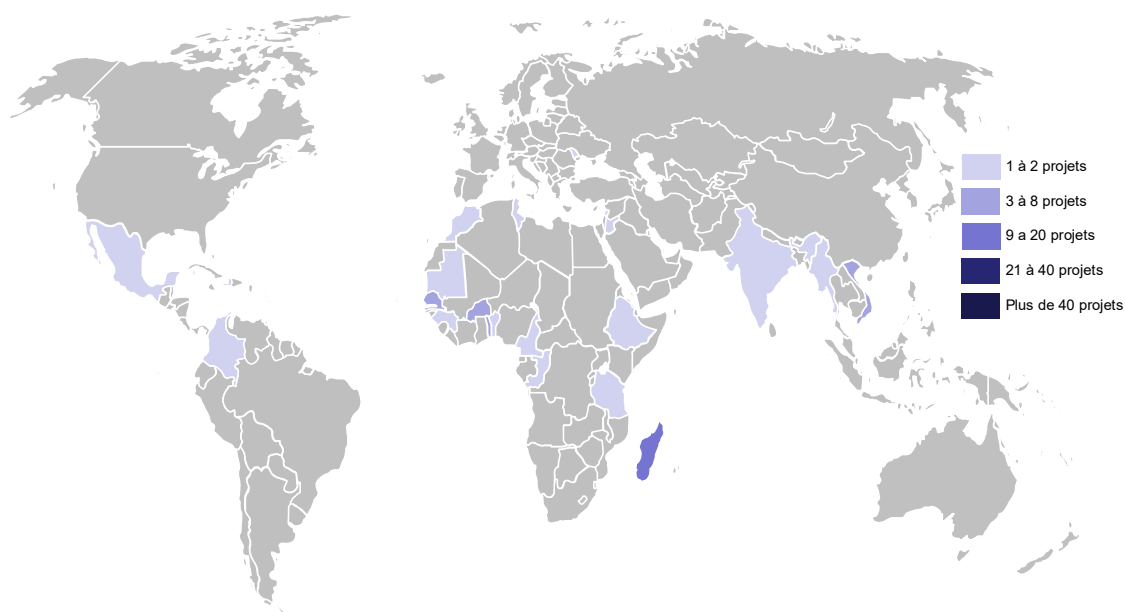 1 à 2 projets
3 à 8 projets
9 a 20 projets
21 à 40 projets
Plus de 40 projets